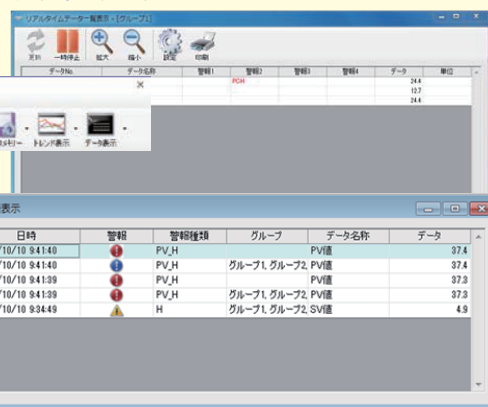 リアルタイムデータ一覧表示 - [グループ1]
更新 一時停止 拡大 縮小 設定 印刷
データNo. データ名称 警報1 警報2 警報3 警報4 データ 単位
PCH 24.4
12.7
24.4
メモリー トレンド表示 データ表示
表示
日時 警報 警報種類 グループ データ名称 データ
/10/10 9:41:40 PV_H PV値 37.4
/10/10 9:41:40 PV_H グループ1, グループ2, PV値 37.4
/10/10 9:41:39 PV_H PV値 37.3
/10/10 9:41:39 PV_H グループ1, グループ2, PV値 37.3
/10/10 9:34:49 H グループ1, グループ2, SV値 4.9